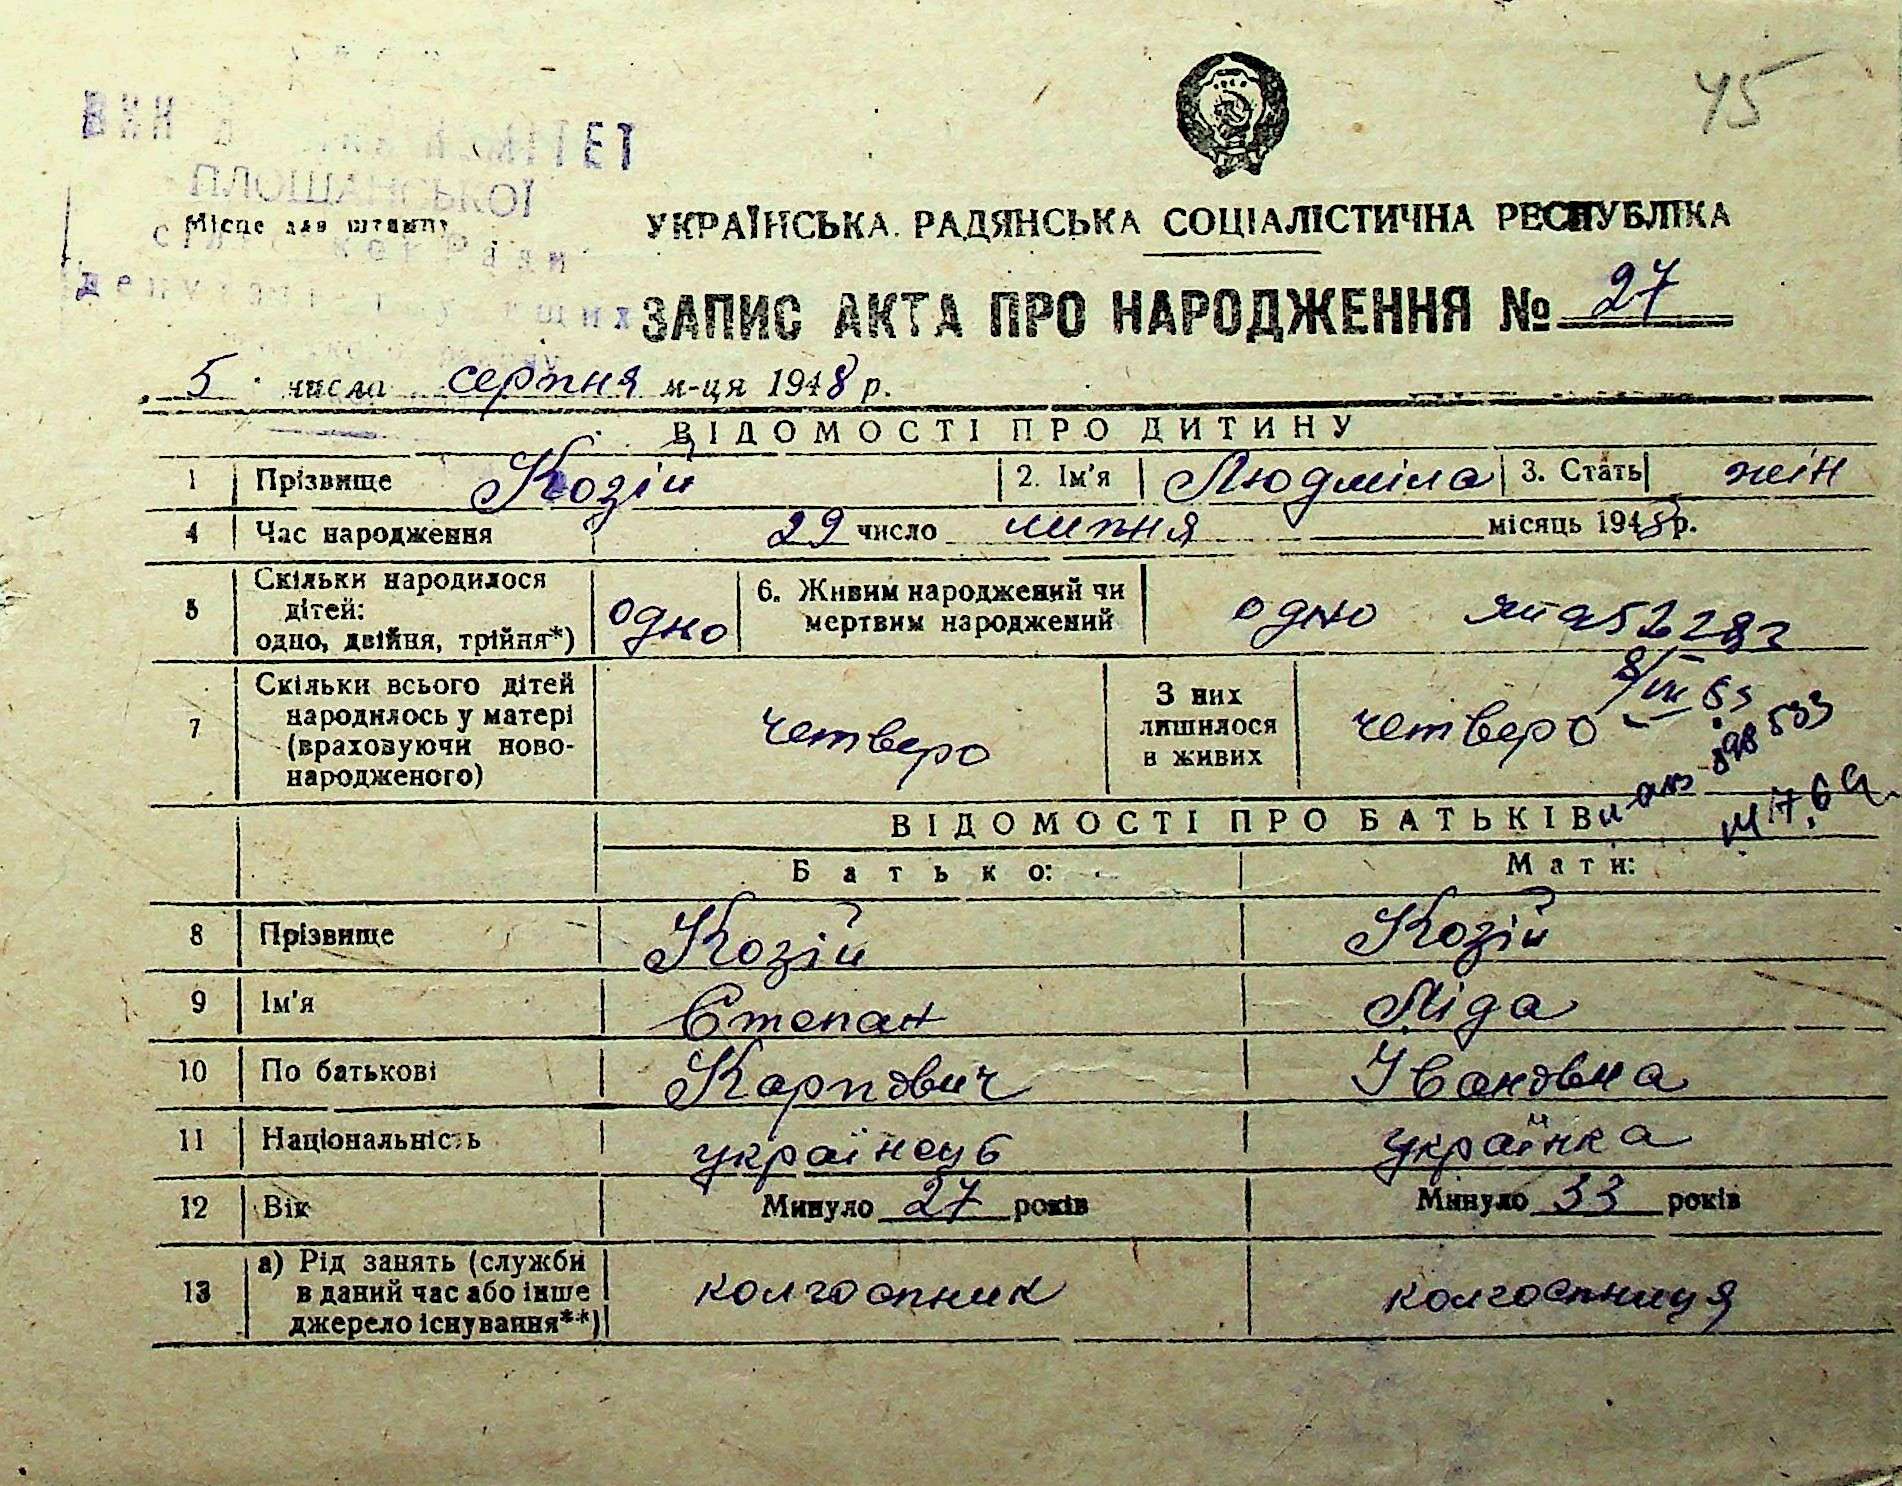 45
ПЛОЩАНСЬКОЇ
Місце для штампу
УКРАЇНСЬКА РАДЯНСЬКА СОЦІАЛІСТИЧНА РЕСПУБЛІКА
ЗАПИС АКТА ПРО НАРОДЖЕННЯ № 27
5 числа серпня м-ця 1948 р.
ВІДОМОСТІ ПРО ДИТИНУ
1 Прізвище Козій 2. Ім'я Людміла 3. Стать жін
4 Час народження 29 число липня місяць 1948 р.
5 Скільки народилося дітей: одно, двійня, трійня*) одно 6. Живим народжений чи мертвим народжений одно
7 Скільки всього дітей народилось у матері (враховуючи новонародженого) четверо З них лишилося в живих четверо
ВІДОМОСТІ ПРО БАТЬКІВ
Батько: Мати:
8 Прізвище Козій Козій
9 Ім'я Степан Ліда
10 По батькові Карпович Івановна
11 Національність українець українка
12 Вік Минуло 27 років Минуло 33 років
13 а) Рід занять (служби в даний час або інше джерело існування**) колгоспник колгоспниця